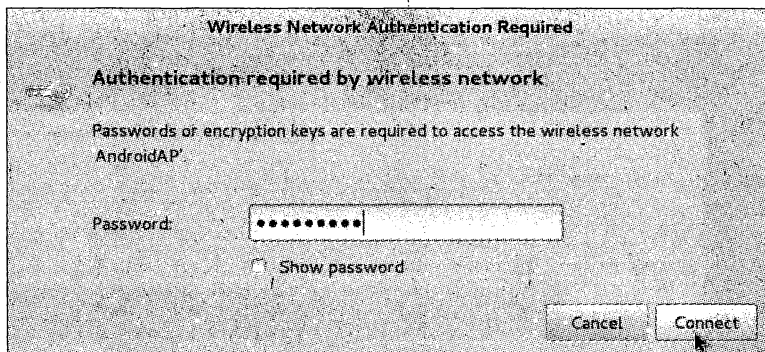 Wireless Network Authentication Required
Authentication required by wireless network
Passwords or encryption keys are required to access the wireless network
'AndroidAP'.
Password: •••••••••
Show password
Cancel Connect